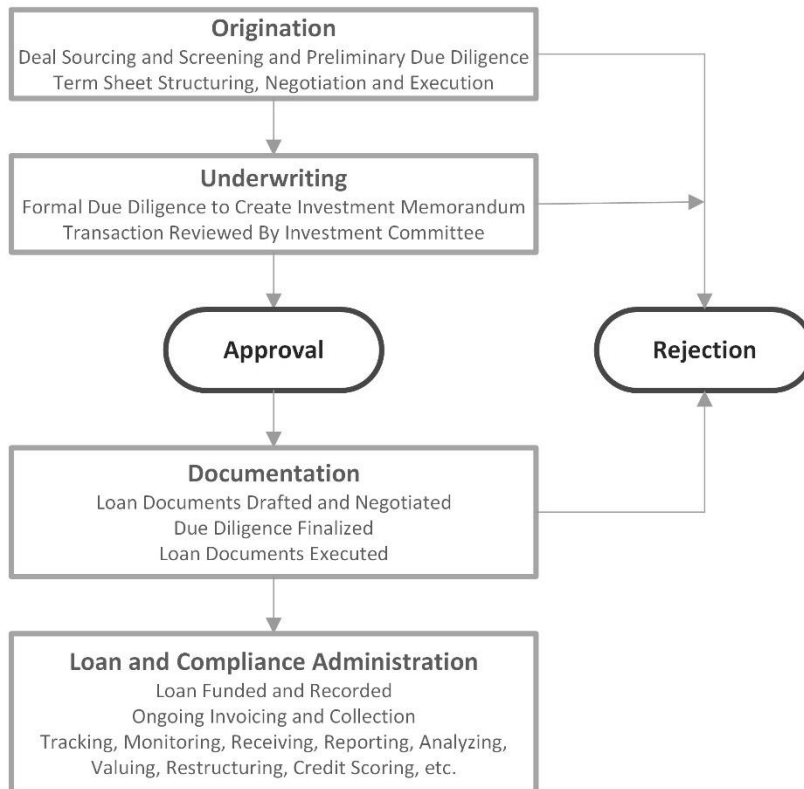 Origination
Deal Sourcing and Screening and Preliminary Due Diligence
Term Sheet Structuring, Negotiation and Execution
Underwriting
Formal Due Diligence to Create Investment Memorandum
Transaction Reviewed By Investment Committee
Approval
Rejection
Documentation
Loan Documents Drafted and Negotiated
Due Diligence Finalized
Loan Documents Executed
Loan and Compliance Administration
Loan Funded and Recorded
Ongoing Invoicing and Collection
Tracking, Monitoring, Receiving, Reporting, Analyzing,
Valuing, Restructuring, Credit Scoring, etc.